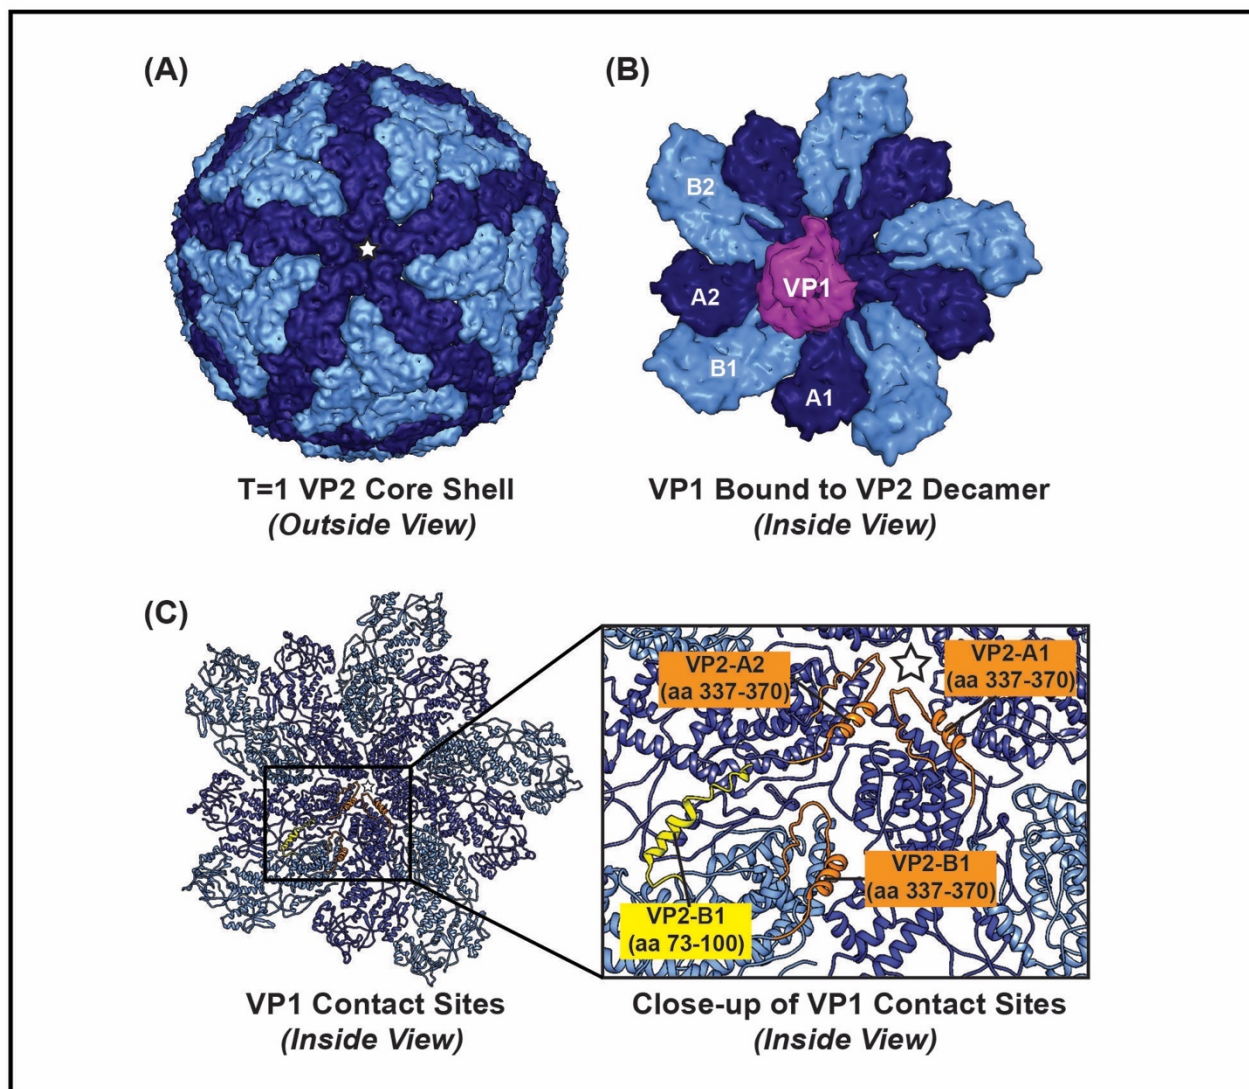 (A)
(B)
B2
A2
VP1
B1
A1
T=1 VP2 Core Shell
(Outside View)
VP1 Bound to VP2 Decamer
(Inside View)
(C)
VP2-A2
(aa 337-370)
VP2-A1
(aa 337-370)
VP2-B1
(aa 337-370)
VP2-B1
(aa 73-100)
VP1 Contact Sites
(Inside View)
Close-up of VP1 Contact Sites
(Inside View)